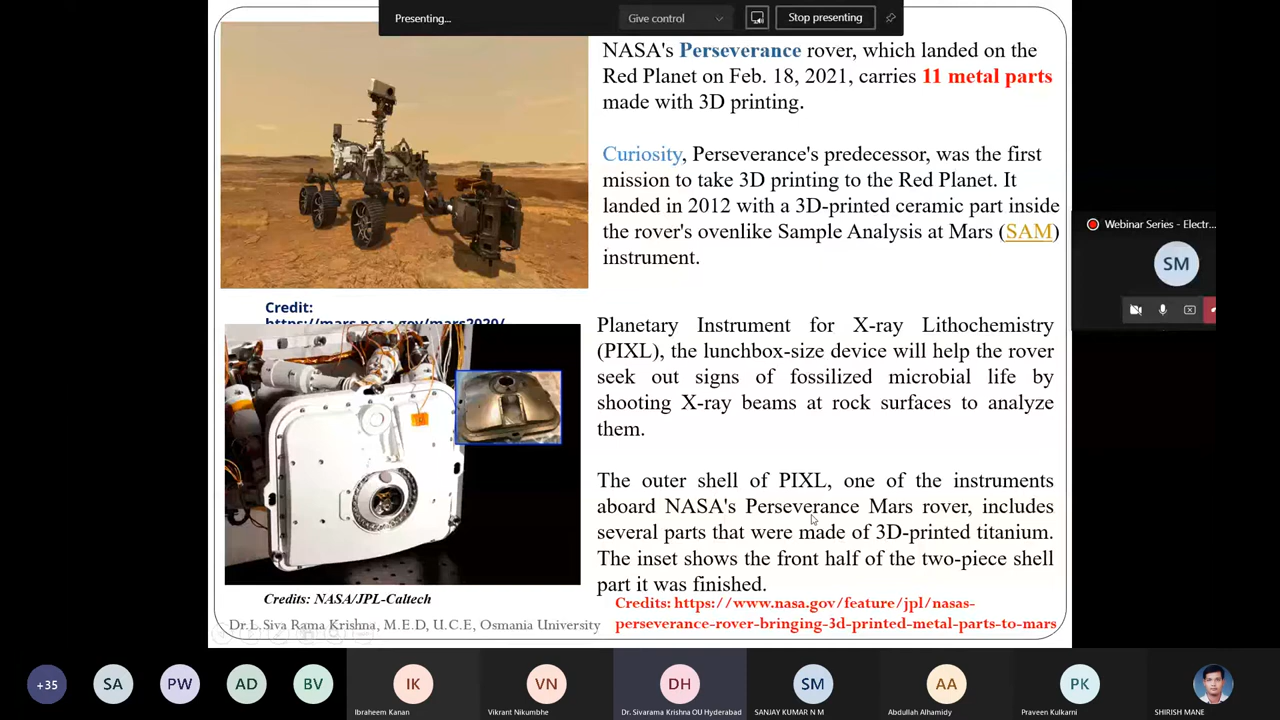 Presenting...
Give control
Stop presenting
NASA's Perseverance rover, which landed on the
Red Planet on Feb. 18, 2021, carries 11 metal parts
made with 3D printing.
Curiosity, Perseverance's predecessor, was the first
mission to take 3D printing to the Red Planet. It
landed in 2012 with a 3D-printed ceramic part inside
the rover's ovenlike Sample Analysis at Mars (SAM)
instrument.
Credit:
https://mars.nasa.gov/mars2020/
Planetary Instrument for X-ray Lithochemistry
(PIXL), the lunchbox-size device will help the rover
seek out signs of fossilized microbial life by
shooting X-ray beams at rock surfaces to analyze
them.
The outer shell of PIXL, one of the instruments
aboard NASA's Perseverance Mars rover, includes
several parts that were made of 3D-printed titanium.
The inset shows the front half of the two-piece shell
part it was finished.
Credits: NASA/JPL-Caltech
Credits: https://www.nasa.gov/feature/jpl/nasas-
perseverance-rover-bringing-3d-printed-metal-parts-to-mars
Dr.L.Siva Rama Krishna, M.E.D, U.C.E, Osmania University
Webinar Series - Electr...
SM
+35
SA
PW
AD
BV
IK
VN
DH
SM
AA
PK
Ibraheem Kanan
Vikrant Nikumbhe
Dr. Sivarama Krishna OU Hyderabad
SANJAY KUMAR N M
Abdullah Alhamidy
Praveen Kulkarni
SHIRISH MANE